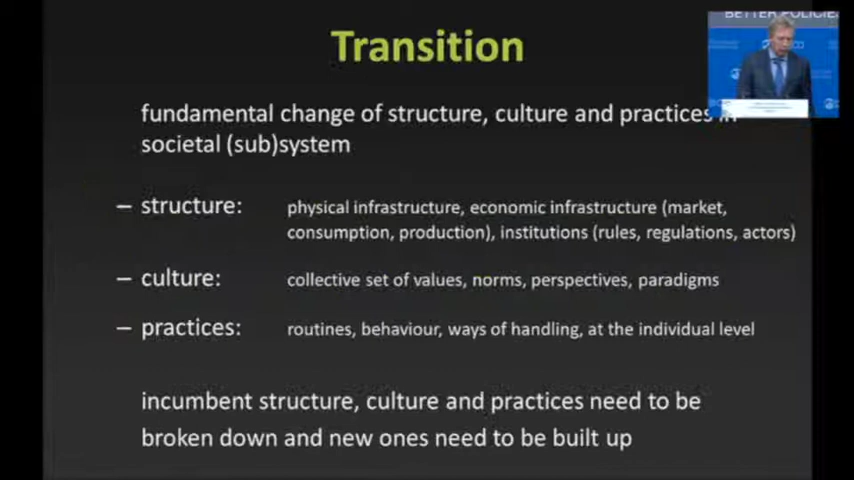 Transition
BETTER POLICIE
fundamental change of structure, culture and practices in
societal (sub)system
– structure: physical infrastructure, economic infrastructure (market,
consumption, production), institutions (rules, regulations, actors)
– culture: collective set of values, norms, perspectives, paradigms
– practices: routines, behaviour, ways of handling, at the individual level
incumbent structure, culture and practices need to be
broken down and new ones need to be built up